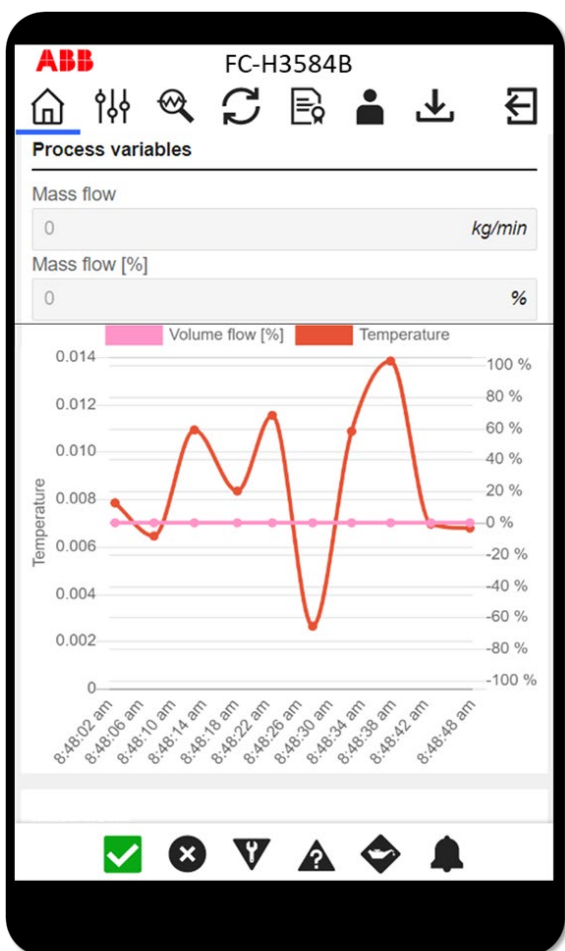 ABB FC-H3584B
Process variables
Mass flow
0 kg/min
Mass flow [%]
0 %
Volume flow [%] Temperature
0.014
0.012
0.010
0.008
0.006
0.004
0.002
0
Temperature
100 %
80 %
60 %
40 %
20 %
0 %
-20 %
-40 %
-60 %
-80 %
-100 %
8:48:02 am
8:48:06 am
8:48:10 am
8:48:14 am
8:48:18 am
8:48:22 am
8:48:26 am
8:48:30 am
8:48:34 am
8:48:38 am
8:48:42 am
8:48:48 am
?